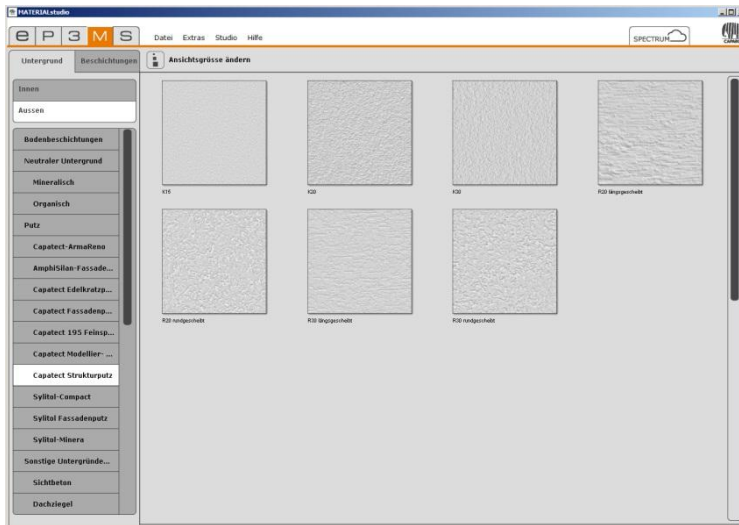 MATERIALstudio
e P 3 M S
Datei Extras Studio Hilfe
SPECTRUM
CAPAROL
Untergrund Beschichtungen
Ansichtsgrösse ändern
Innen
Aussen
Bodenbeschichtungen
Neutraler Untergrund
Mineralisch
Organisch
Putz
Capatect-ArmaReno
AmphiSilan-Fassade...
Capatect Edelkratzp...
Capatect Fassadenp...
Capatect 195 Feinsp...
Capatect Modellier- ...
Capatect Strukturputz
Sylitol-Compact
Sylitol Fassadenputz
Sylitol-Minera
Sonstige Untergründe...
Sichtbeton
Dachziegel
K15
K20
K30
R20 längsgescheibt
R20 rundgescheibt
R30 längsgescheibt
R30 rundgescheibt